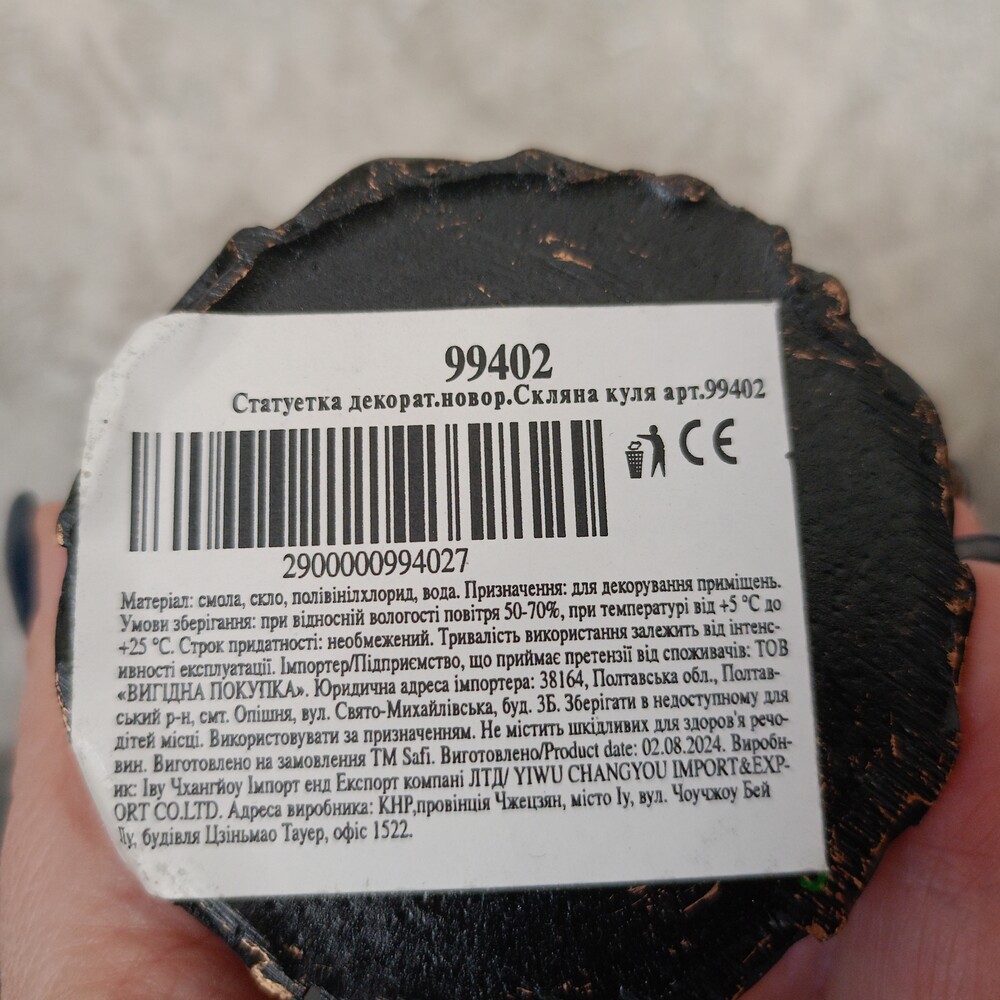 99402
Статуетка декорат.новор.Скляна куля арт.99402
CE
2900000994027
Матеріал: смола, скло, полівінілхлорид, вода. Призначення: для декорування приміщень.
Умови зберігання: при відносній вологості повітря 50-70%, при температурі від +5 °C до
+25 °C. Строк придатності: необмежений. Тривалість використання залежить від інтенс-
ивності експлуатації. Імпортер/Підприємство, що приймає претензії від споживачів: ТОВ
«ВИГІДНА ПОКУПКА». Юридична адреса імпортера: 38164, Полтавська обл., Полтав-
ський р-н, смт. Опішня, вул. Свято-Михайлівська, буд. 3Б. Зберігати в недоступному для
дітей місці. Використовувати за призначенням. Не містить шкідливих для здоров'я речо-
вин. Виготовлено на замовлення ТМ Safi. Виготовлено/Product date: 02.08.2024. Виробн-
ик: Іву Чхангйоу Імпорт енд Експорт компані ЛТД/ YIWU CHANGYOU IMPORT&EXP-
ORT CO.LTD. Адреса виробника: КНР,провінція Чжецзян, місто Іу, вул. Чоучжоу Бей
Лу, будівля Цзіньмао Тауер, офіс 1522.